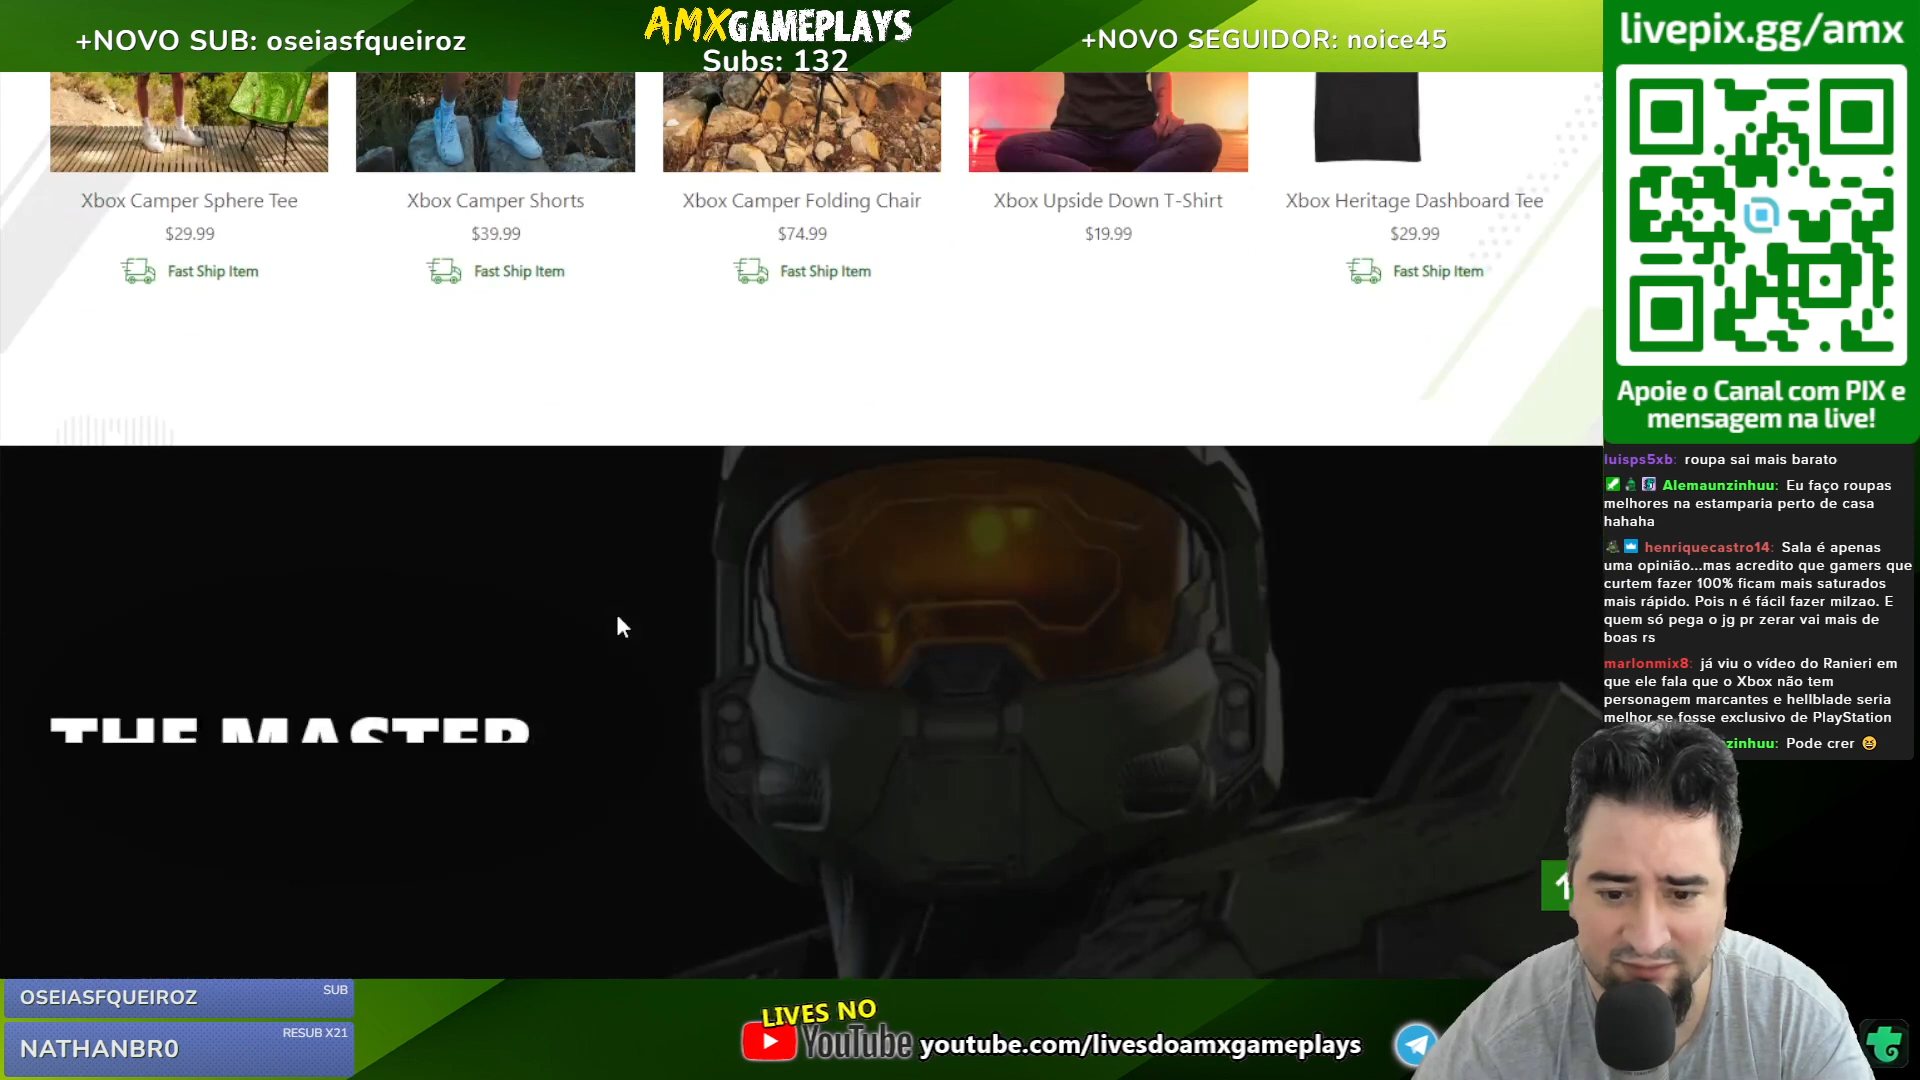 +NOVO SUB: oseiasfqueiroz
AMXGAMEPLAYS
Subs: 132
+NOVO SEGUIDOR: noice45
livepix.gg/amx
Xbox Camper Sphere Tee
$29.99
Fast Ship Item
Xbox Camper Shorts
$39.99
Fast Ship Item
Xbox Camper Folding Chair
$74.99
Fast Ship Item
Xbox Upside Down T-Shirt
$19.99
Xbox Heritage Dashboard Tee
$29.99
Fast Ship Item
Apoie o Canal com PIX e
mensagem na live!
luisps5xb: roupa sai mais barato
Alemaunzinhuu: Eu faço roupas
melhores na estamparia perto de casa
hahaha
henriquecastro14: Sala é apenas
uma opinião...mas acredito que gamers que
curtem fazer 100% ficam mais saturados
mais rápido. Pois n é fácil fazer milzao. E
quem só pega o jg pr zerar vai mais de
boas rs
marlonmix8: já viu o vídeo do Ranieri em
que ele fala que o Xbox não tem
personagem marcantes e hellblade seria
melhor se fosse exclusivo de PlayStation
zinhuu: Pode crer
THE MASTER
OSEIASFQUEIROZ
SUB
NATHANBR0
RESUB X21
LIVES NO
YouTube
youtube.com/livesdoamxgameplays